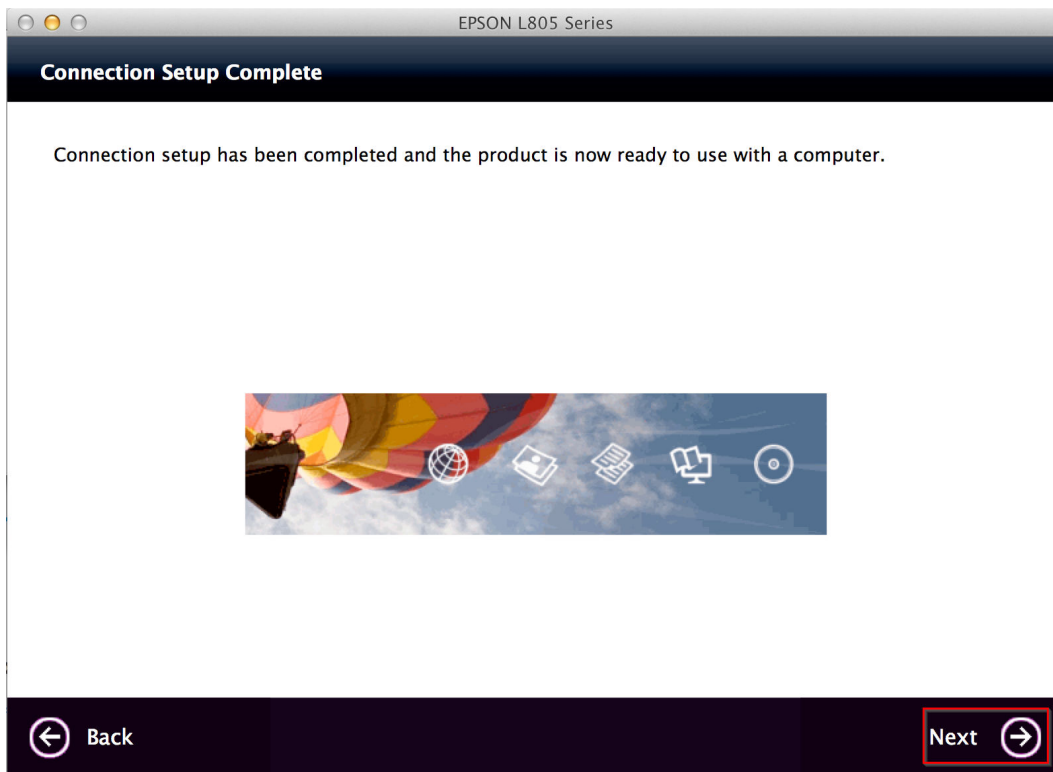 EPSON L805 Series
Connection Setup Complete
Connection setup has been completed and the product is now ready to use with a computer.
Back
Next